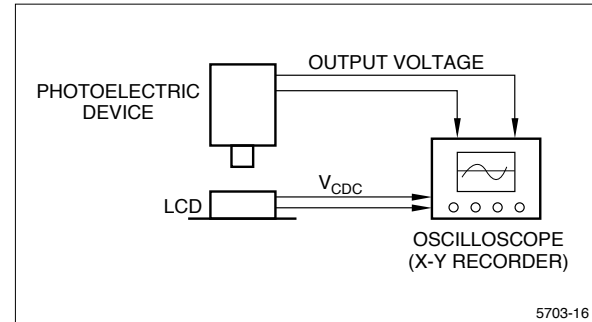 OUTPUT VOLTAGE
PHOTOELECTRIC
DEVICE
LCD
V_CDC
OSCILLOSCOPE
(X-Y RECORDER)
5703-16